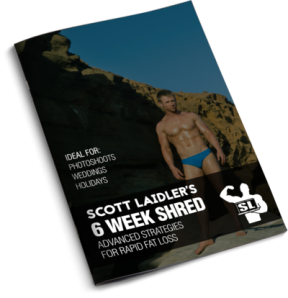 IDEAL FOR:
PHOTOSHOOTS
WEDDINGS
HOLIDAYS
SCOTT LAIDLER'S
6 WEEK SHRED
ADVANCED STRATEGIES
FOR RAPID FAT LOSS
SL